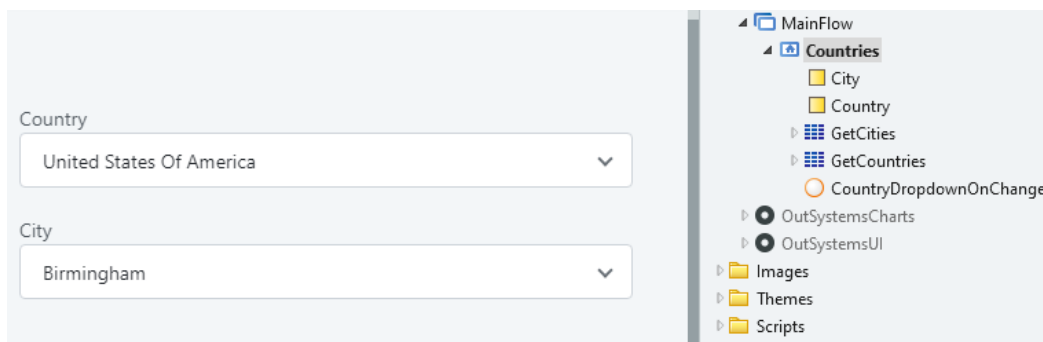 Country
United States Of America
City
Birmingham
MainFlow
Countries
City
Country
GetCities
GetCountries
CountryDropdownOnChange
OutSystemsCharts
OutSystemsUI
Images
Themes
Scripts